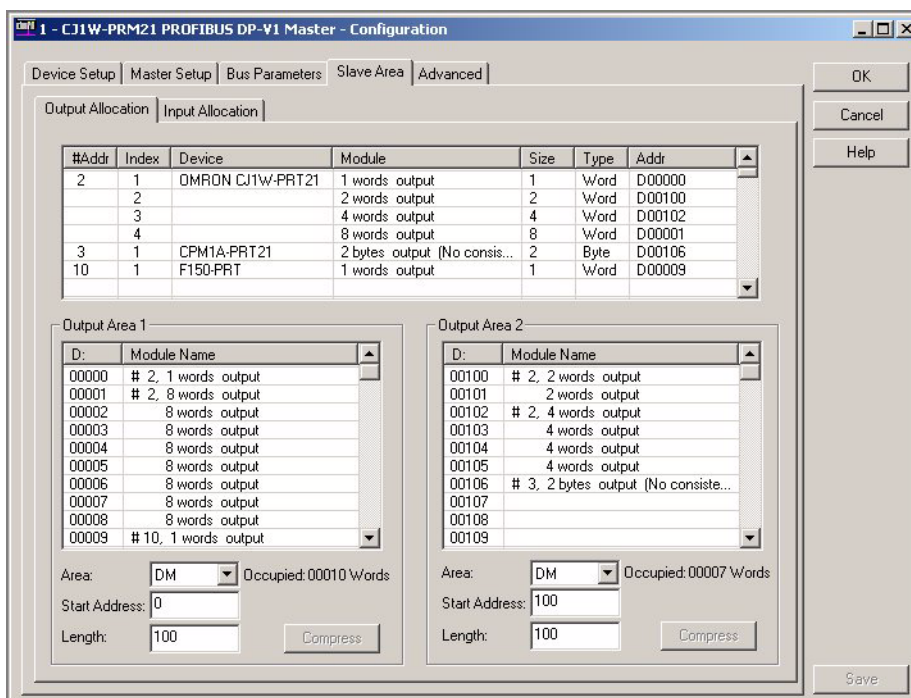 1 - CJ1W-PRM21 PROFIBUS DP-V1 Master - Configuration
Device Setup Master Setup Bus Parameters Slave Area Advanced
OK
Cancel
Help
Output Allocation Input Allocation
#Addr Index Device Module Size Type Addr
2 1 OMRON CJ1W-PRT21 1 words output 1 Word D00000
2 2 words output 2 Word D00100
3 4 words output 4 Word D00102
4 8 words output 8 Word D00001
3 1 CPM1A-PRT21 2 bytes output (No consis... 2 Byte D00106
10 1 F150-PRT 1 words output 1 Word D00009
Output Area 1
D: Module Name
00000 # 2, 1 words output
00001 # 2, 8 words output
00002 8 words output
00003 8 words output
00004 8 words output
00005 8 words output
00006 8 words output
00007 8 words output
00008 8 words output
00009 #10, 1 words output
Area: DM Occupied:00010 Words
Start Address: 0
Length: 100 Compress
Output Area 2
D: Module Name
00100 # 2, 2 words output
00101 2 words output
00102 # 2, 4 words output
00103 4 words output
00104 4 words output
00105 4 words output
00106 # 3, 2 bytes output (No consiste...
00107
00108
00109
Area: DM Occupied:00007 Words
Start Address: 100
Length: 100 Compress
Save